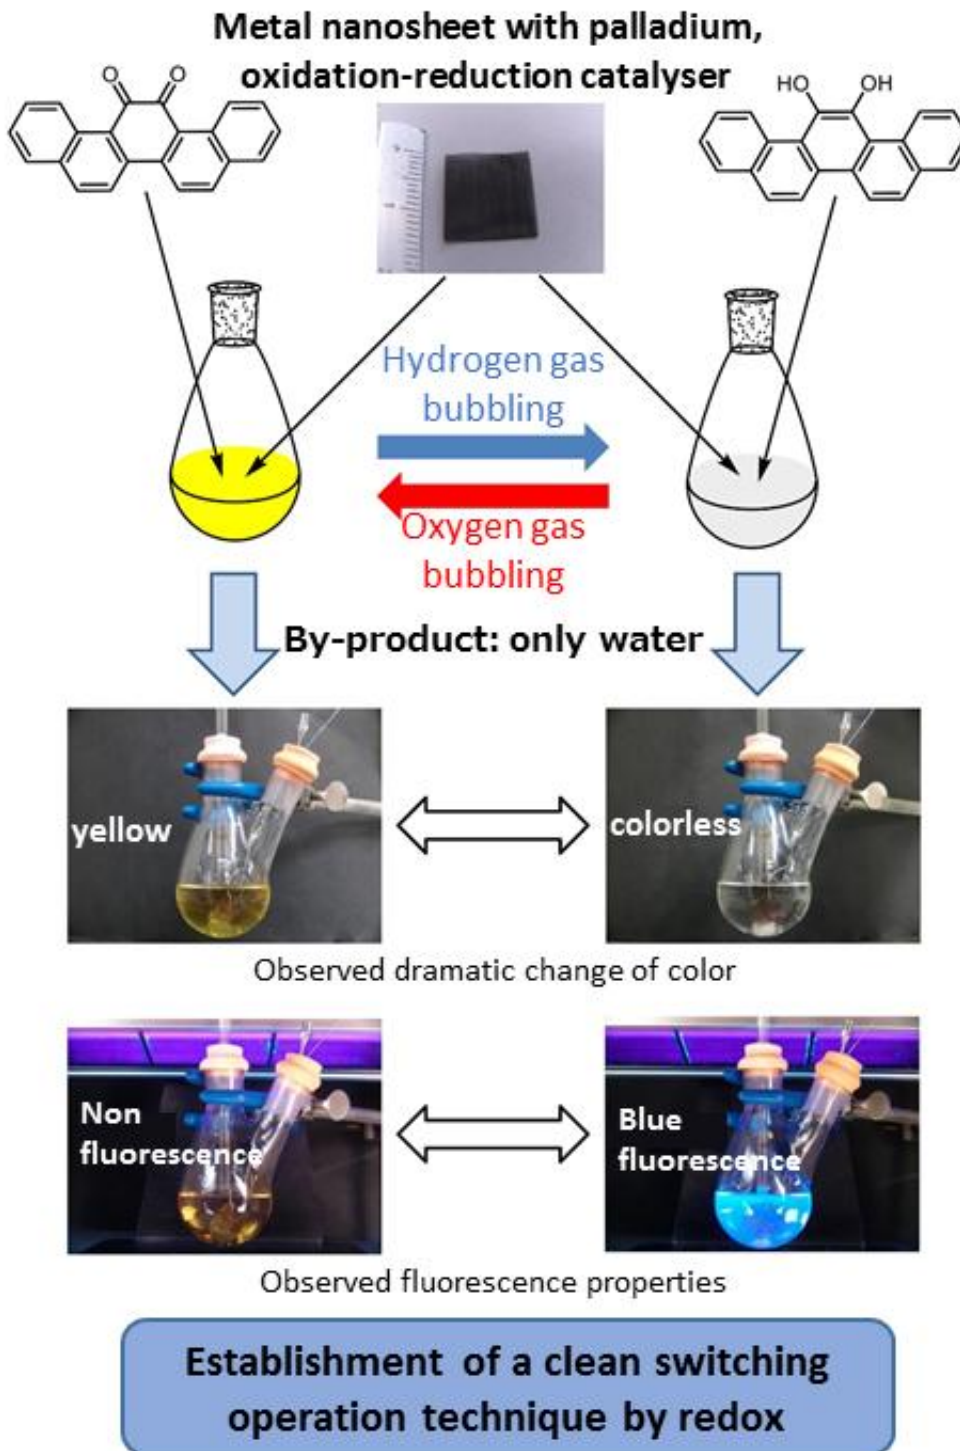 Metal nanosheet with palladium,
oxidation-reduction catalyser
O O
HO OH
Hydrogen gas
bubbling
Oxygen gas
bubbling
By-product: only water
yellow
colorless
Observed dramatic change of color
Non
fluorescence
Blue
fluorescence
Observed fluorescence properties
Establishment of a clean switching
operation technique by redox